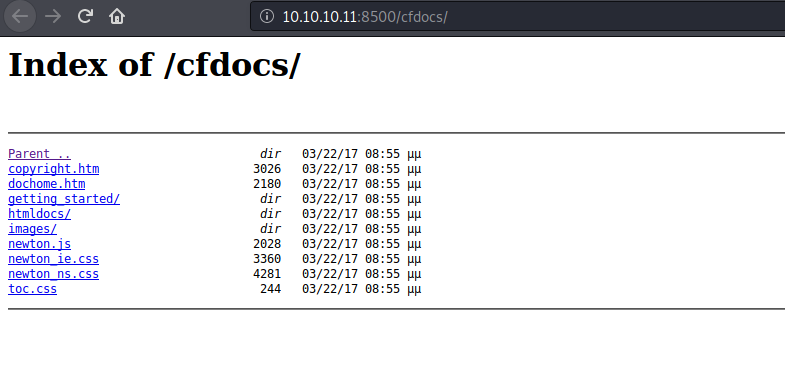 10.10.10.11:8500/cfdocs/
Index of /cfdocs/
Parent .. dir 03/22/17 08:55 μμ
copyright.htm 3026 03/22/17 08:55 μμ
dochome.htm 2180 03/22/17 08:55 μμ
getting_started/ dir 03/22/17 08:55 μμ
htmldocs/ dir 03/22/17 08:55 μμ
images/ dir 03/22/17 08:55 μμ
newton.js 2028 03/22/17 08:55 μμ
newton_ie.css 3360 03/22/17 08:55 μμ
newton_ns.css 4281 03/22/17 08:55 μμ
toc.css 244 03/22/17 08:55 μμ